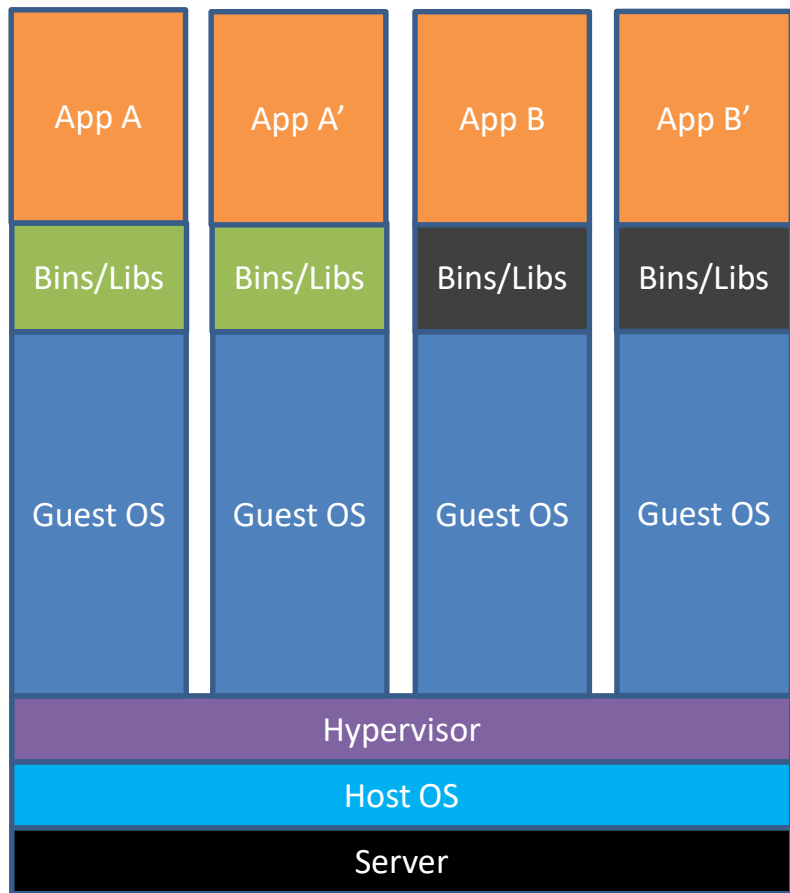 App A
App A’
App B
App B’
Bins/Libs
Bins/Libs
Bins/Libs
Bins/Libs
Guest OS
Guest OS
Guest OS
Guest OS
Hypervisor
Host OS
Server